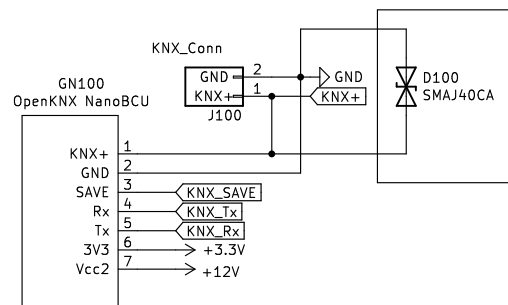 KNX_Conn
GND 2 GND
KNX+ 1 KNX+
J100
D100
SMAJ40CA
GN100
OpenKNX NanoBCU
KNX+ 1
GND 2
SAVE 3 KNX_SAVE
Rx 4 KNX_Tx
Tx 5 KNX_Rx
3V3 6 +3.3V
Vcc2 7 +12V